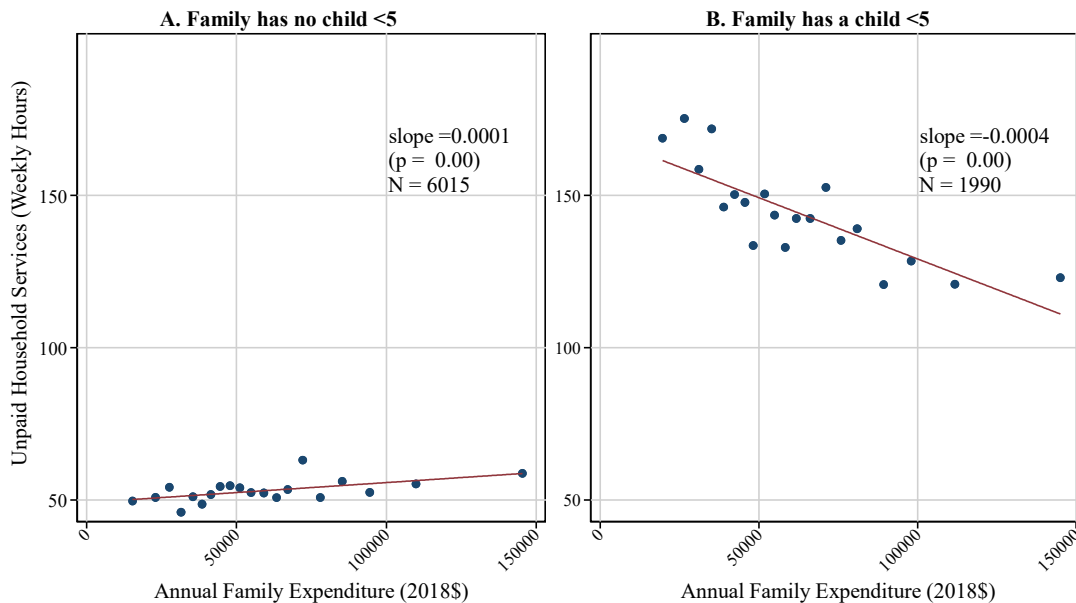 A. Family has no child <5
B. Family has a child <5
Unpaid Household Services (Weekly Hours)
150
100
50
slope =0.0001
(p =  0.00)
N = 6015
0
50000
100000
150000
Annual Family Expenditure (2018$)
150
100
50
slope =-0.0004
(p =  0.00)
N = 1990
0
50000
100000
150000
Annual Family Expenditure (2018$)